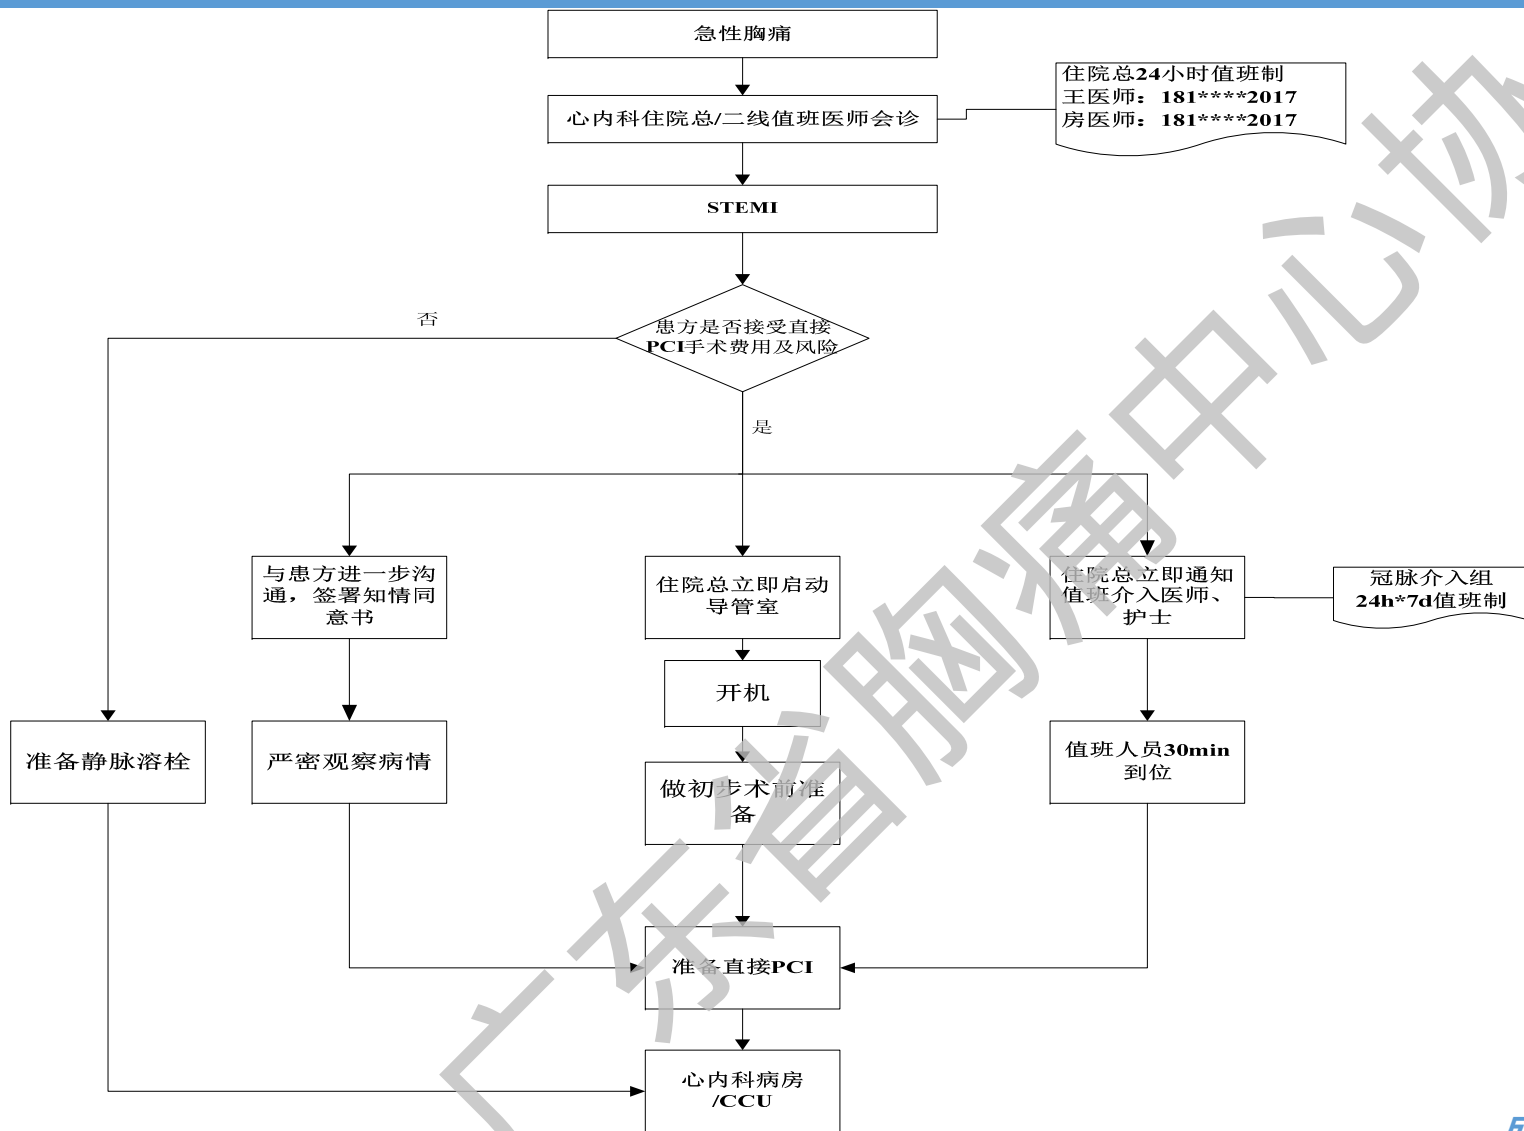 急性胸痛
心内科住院总/二线值班医师会诊
住院总24小时值班制
王医师：181****2017
房医师：181****2017
STEMI
患方是否接受直接
PCI手术费用及风险
否
是
与患方进一步沟
通，签署知情同
意书
住院总立即启动
导管室
住院总立即通知
值班介入医师、
护士
冠脉介入组
24h*7d值班制
开机
准备静脉溶栓
严密观察病情
做初步术前准
备
值班人员30min
到位
准备直接PCI
心内科病房
/CCU
广东省胸痛中心协